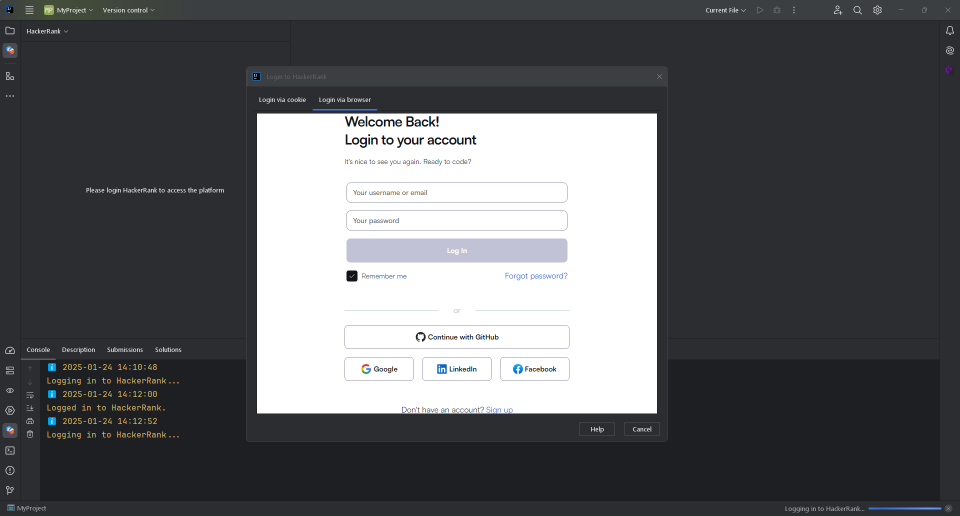 MyProject
Version control
Current File
HackerRank
Please login HackerRank to access the platform
Login to HackerRank
Login via cookie
Login via browser
Welcome Back!
Login to your account
It's nice to see you again. Ready to code?
Your username or email
Your password
Log In
Remember me
Forgot password?
or
Continue with GitHub
Google
LinkedIn
Facebook
Don't have an account? Sign up
Help
Cancel
Console
Description
Submissions
Solutions
2025-01-24 14:10:48
Logging in to HackerRank...
2025-01-24 14:12:00
Logged in to HackerRank.
2025-01-24 14:12:52
Logging in to HackerRank...
MyProject
Logging in to HackerRank...